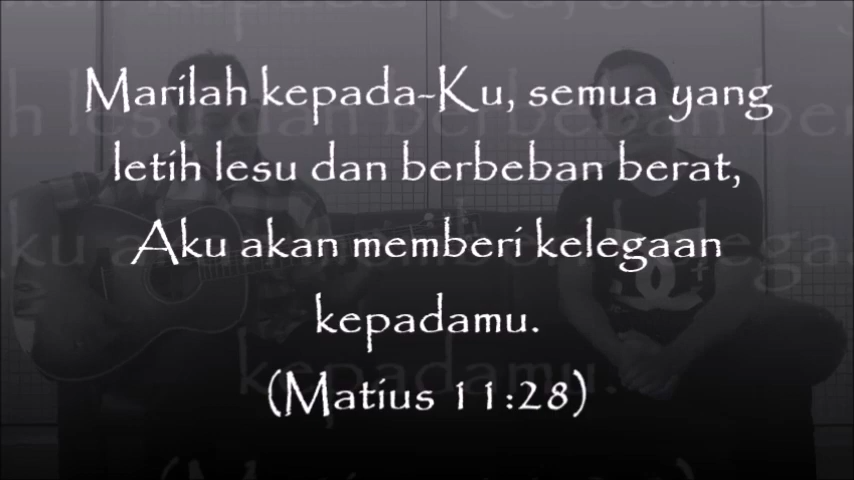 Marilah kepada-Ku, semua yang
letih lesu dan berbeban berat,
Aku akan memberi kelegaan
kepadamu.
(Matius 11:28)